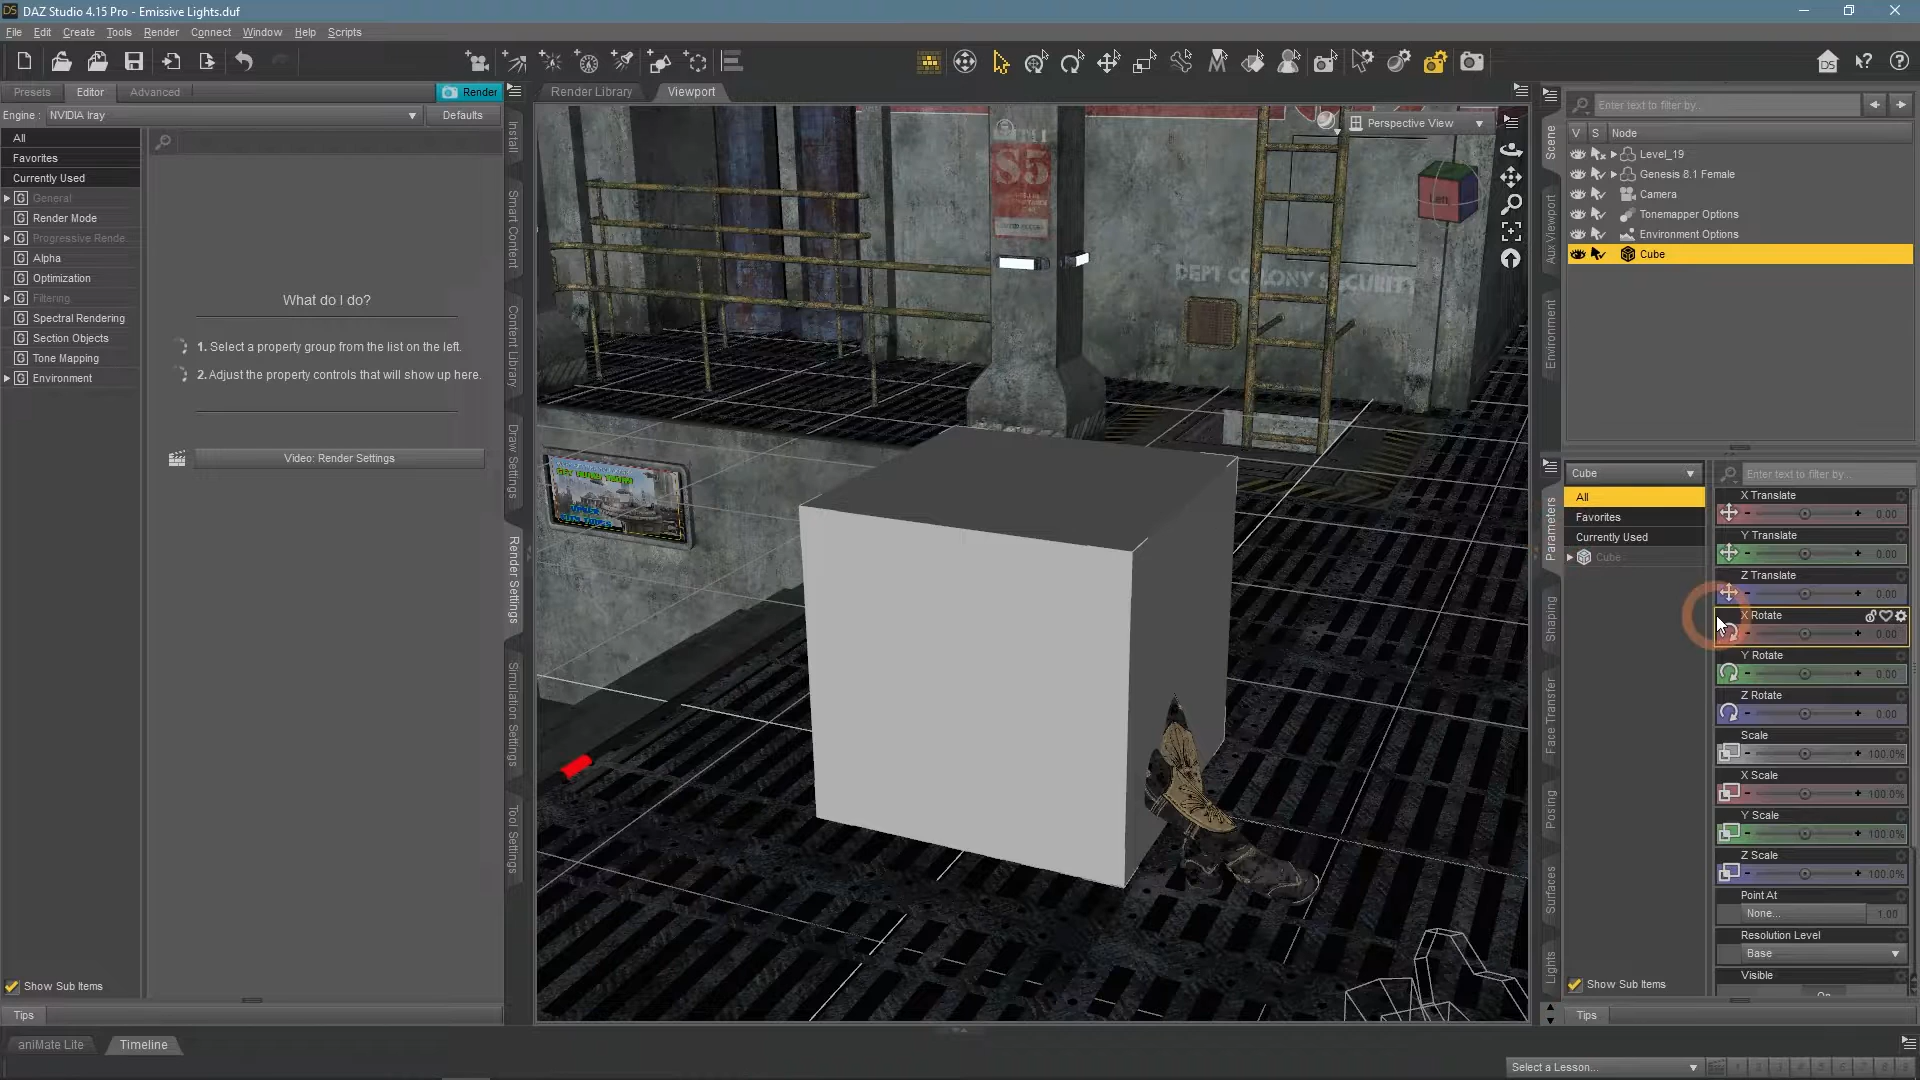 DS DAZ Studio 4.15 Pro - Emissive Lights.duf
File Edit Create Tools Render Connect Window Help Scripts
Presets Editor Advanced Render
Engine : NVIDIA Iray Defaults
All
Favorites
Currently Used
General
Render Mode
Progressive Rende
Alpha
Optimization
Filtering
Spectral Rendering
Section Objects
Tone Mapping
Environment
What do I do?
1. Select a property group from the list on the left.
2. Adjust the property controls that will show up here.
Video: Render Settings
Show Sub Items
Tips
Install
Smart Content
Content Library
Draw Settings
Render Settings
Simulation Settings
Tool Settings
Render Library Viewport
Perspective View
S5
DEPT COLONY SECURITY
Len
Scene
Aux Viewport
Environment
Enter text to filter by...
V S Node
Level_19
Genesis 8.1 Female
Camera
Tonemapper Options
Environment Options
Cube
Parameters
Shaping
Face Transfer
Posing
Surfaces
Lights
Cube
Enter text to filter by...
All
Favorites
Currently Used
Cube
Show Sub Items
Tips
X Translate
0.00
Y Translate
0.00
Z Translate
0.00
X Rotate
0.00
Y Rotate
0.00
Z Rotate
0.00
Scale
100.0%
X Scale
100.0%
Y Scale
100.0%
Z Scale
100.0%
Point At
None... 1.00
Resolution Level
Base
Visible
On
aniMate Lite Timeline
Select a Lesson...